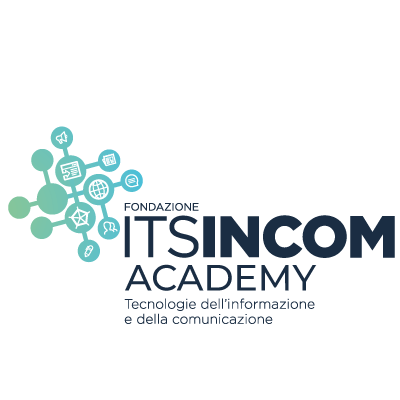 FONDAZIONE
ITSINCOM
ACADEMY
Tecnologie dell'informazione
e della comunicazione